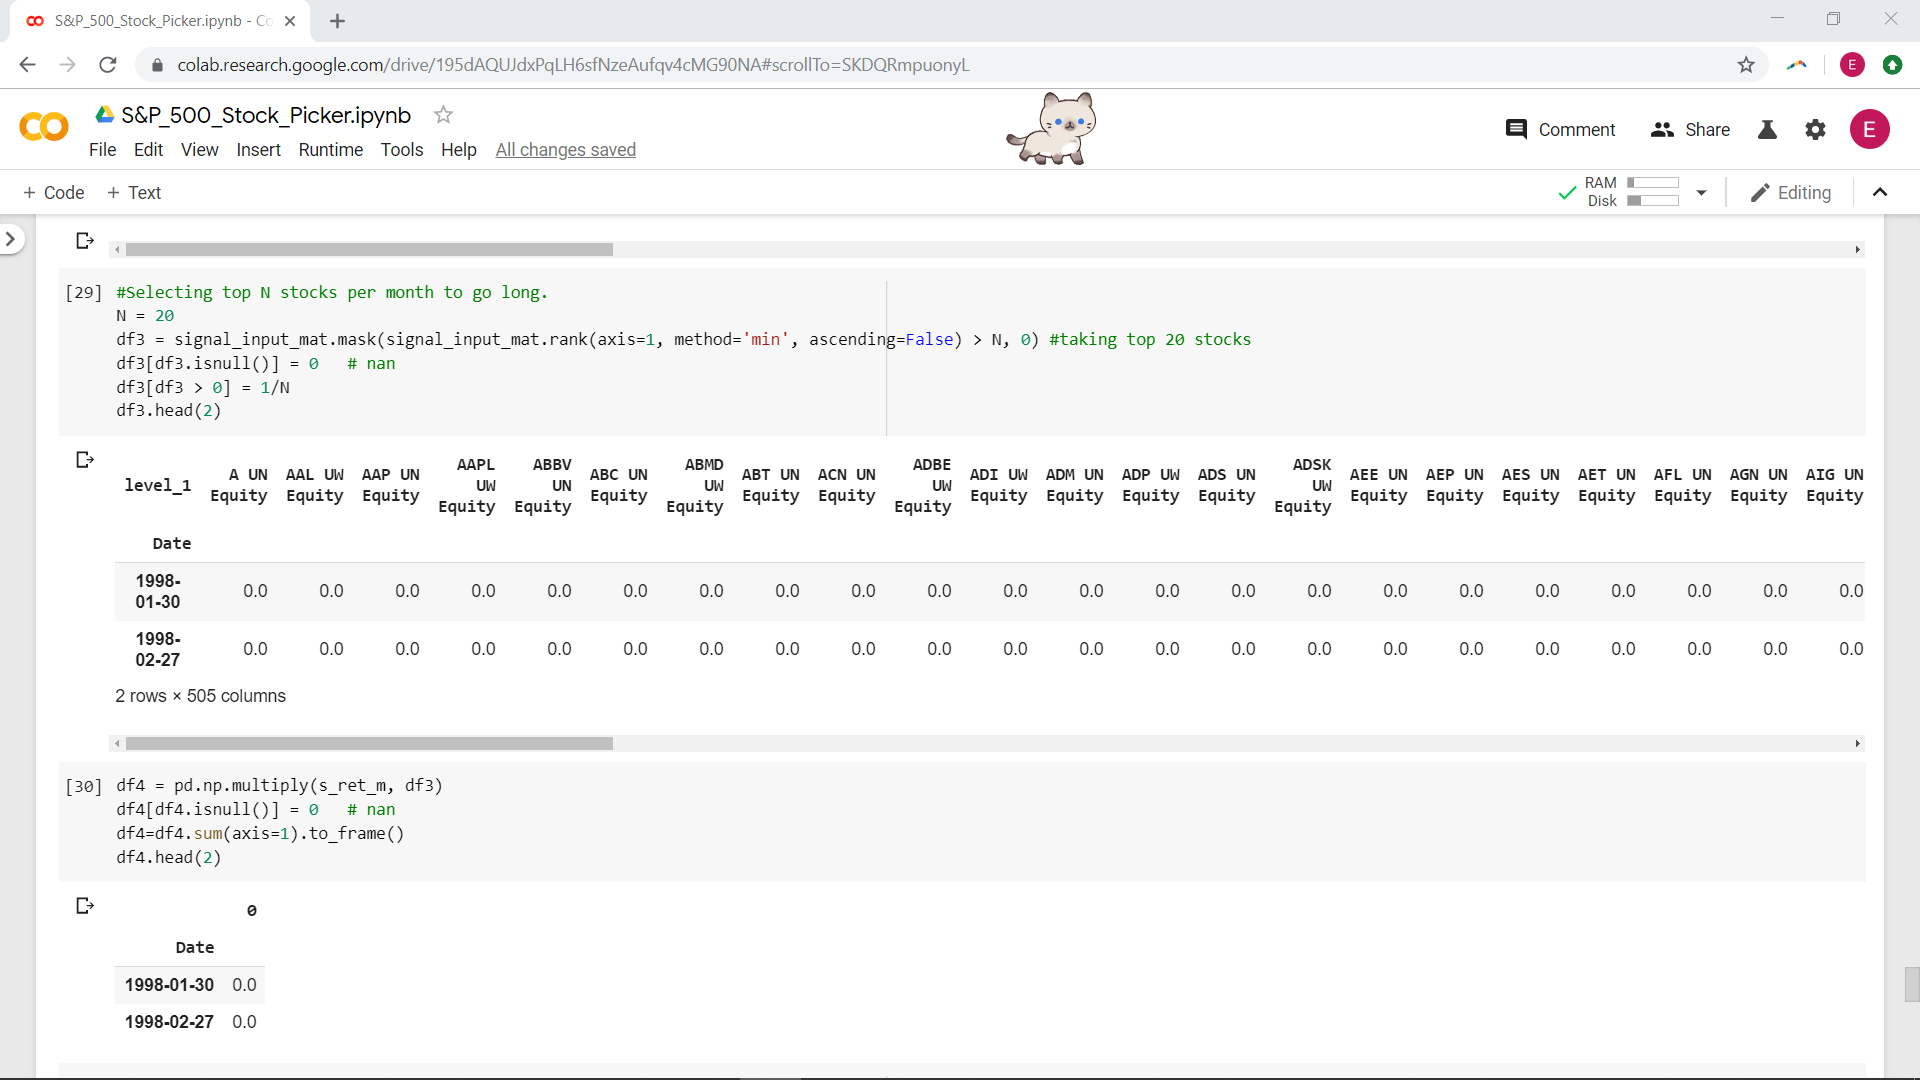 S&P_500_Stock_Picker.ipynb - Co
colab.research.google.com/drive/195dAQUJdxPqLH6sfNzeAufqv4cMG90NA#scrollTo=SKDQRmpuonyL
E
S&P_500_Stock_Picker.ipynb
File Edit View Insert Runtime Tools Help All changes saved
Comment Share E
+ Code + Text
RAM
Disk
Editing
[29] #Selecting top N stocks per month to go long.
N = 20
df3 = signal_input_mat.mask(signal_input_mat.rank(axis=1, method='min', ascending=False) > N, 0) #taking top 20 stocks
df3[df3.isnull()] = 0 # nan
df3[df3 > 0] = 1/N
df3.head(2)
level_1 A UN Equity AAL UW Equity AAP UN Equity AAPL UW Equity ABBV UN Equity ABC UN Equity ABMD UW Equity ABT UN Equity ACN UN Equity ADBE UW Equity ADI UW Equity ADM UN Equity ADP UW Equity ADS UN Equity ADSK UW Equity AEE UN Equity AEP UN Equity AES UN Equity AET UN Equity AFL UN Equity AGN UN Equity AIG UN Equity
Date
1998-01-30 0.0 0.0 0.0 0.0 0.0 0.0 0.0 0.0 0.0 0.0 0.0 0.0 0.0 0.0 0.0 0.0 0.0 0.0 0.0 0.0 0.0 0.0
1998-02-27 0.0 0.0 0.0 0.0 0.0 0.0 0.0 0.0 0.0 0.0 0.0 0.0 0.0 0.0 0.0 0.0 0.0 0.0 0.0 0.0 0.0 0.0
2 rows × 505 columns
[30] df4 = pd.np.multiply(s_ret_m, df3)
df4[df4.isnull()] = 0 # nan
df4=df4.sum(axis=1).to_frame()
df4.head(2)
0
Date
1998-01-30 0.0
1998-02-27 0.0